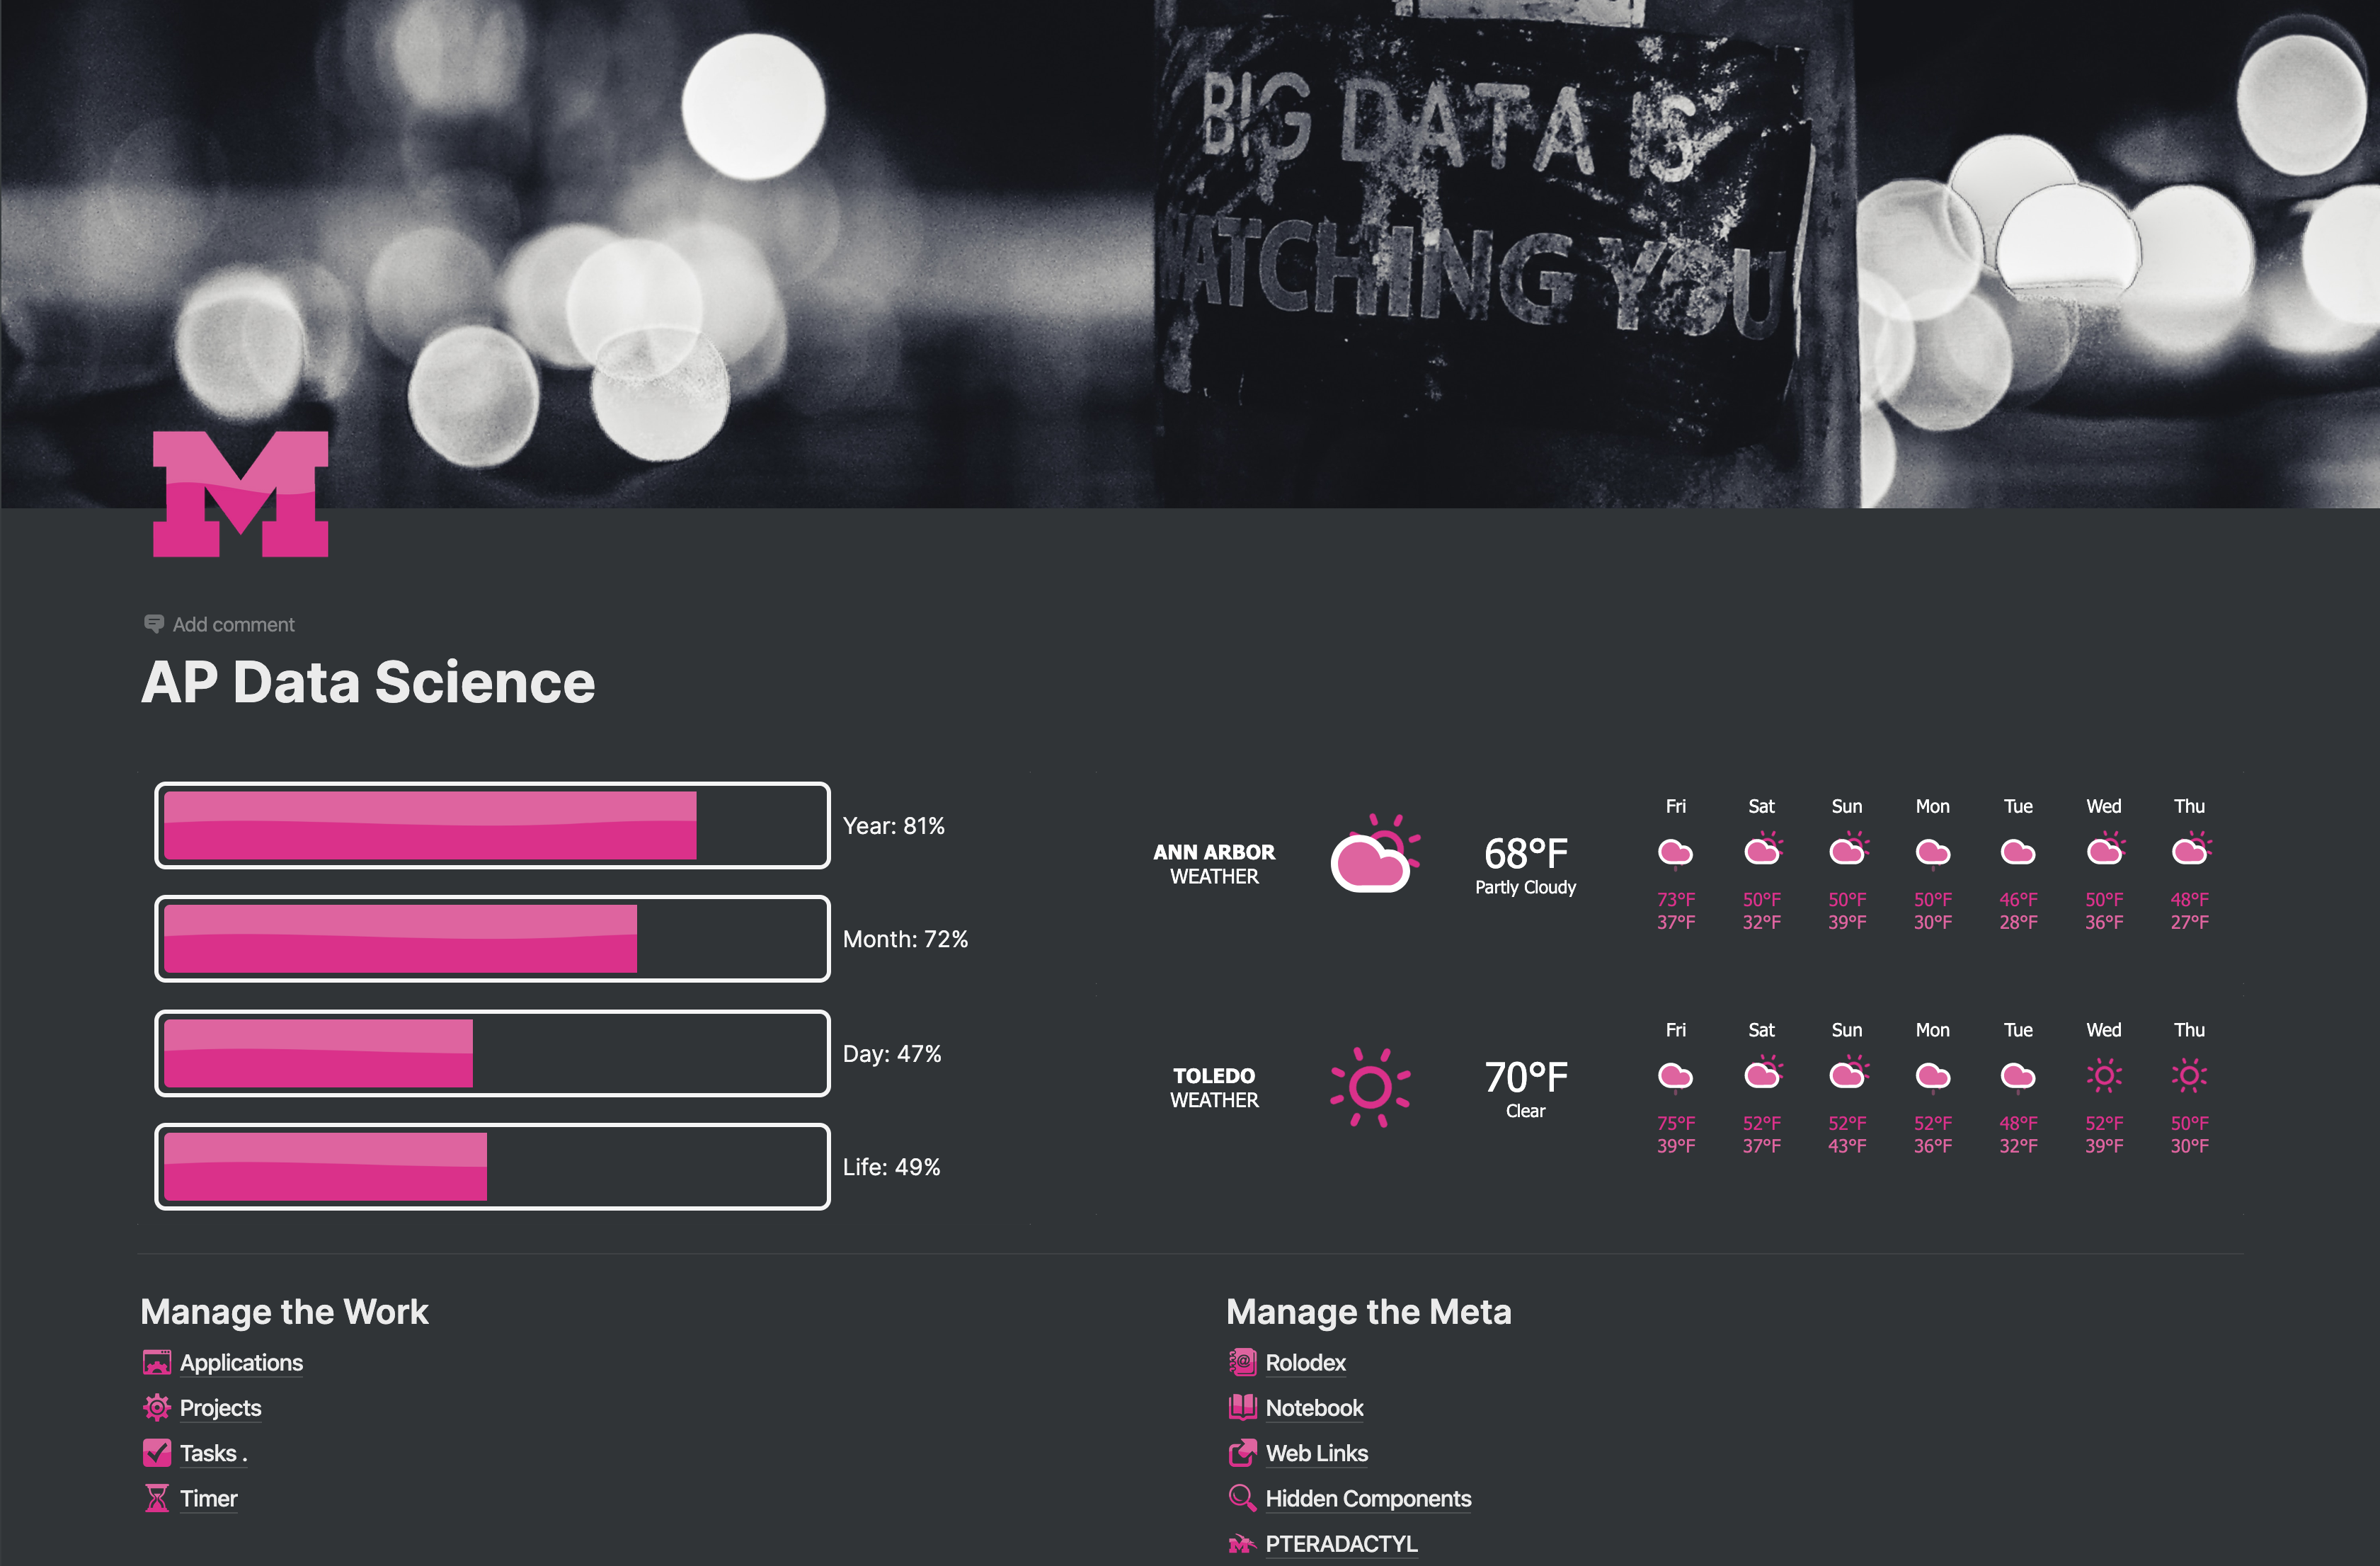 BIG DATA IS
WATCHING YOU
M
Add comment
AP Data Science
Year: 81%
Month: 72%
Day: 47%
Life: 49%
ANN ARBOR
WEATHER
68°F
Partly Cloudy
Fri Sat Sun Mon Tue Wed Thu
73°F 50°F 50°F 50°F 46°F 50°F 48°F
37°F 32°F 39°F 30°F 28°F 36°F 27°F
TOLEDO
WEATHER
70°F
Clear
Fri Sat Sun Mon Tue Wed Thu
75°F 52°F 52°F 52°F 48°F 52°F 50°F
39°F 37°F 43°F 36°F 32°F 39°F 30°F
Manage the Work
Applications
Projects
Tasks .
Timer
Manage the Meta
Rolodex
Notebook
Web Links
Hidden Components
PTERADACTYL